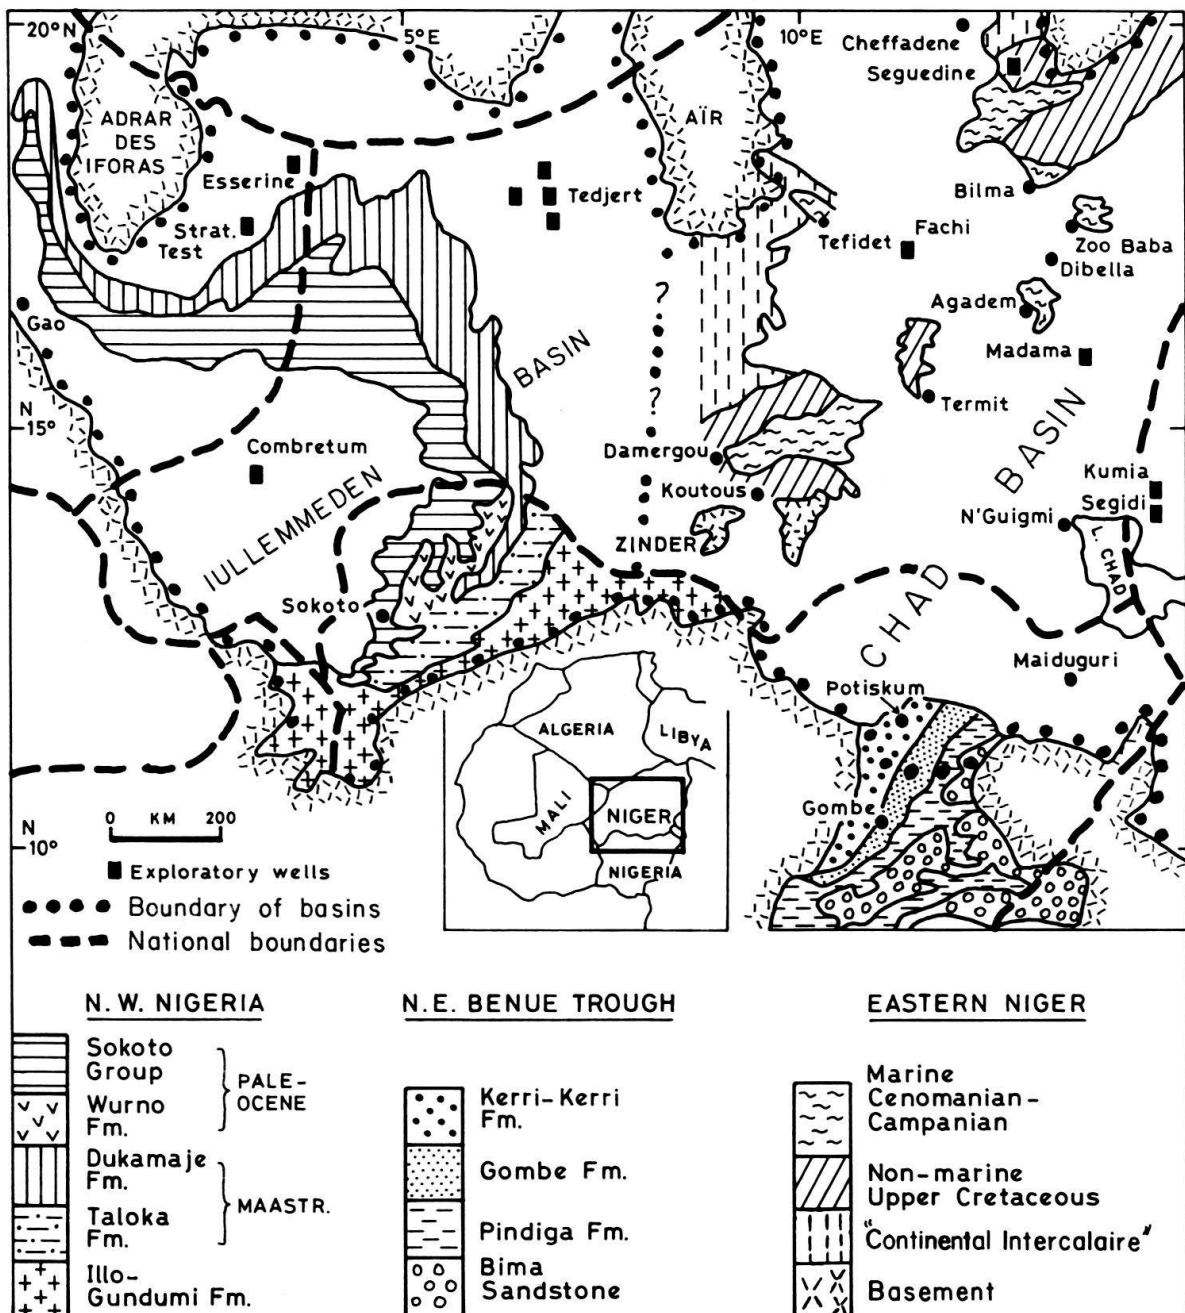 20°N
5°E
10°E
Cheffadene
Seguedine
ADRAR
DES
IFORAS
AÏR
Esserine
Tedjert
Bilma
Strat.
Test
Tefidet
Fachi
Zoo Baba
Dibella
Gao
?
Agadem
Madama
BASIN
?
Termit
N
15°
BASIN
Combretum
Damergou
Kumia
Koutous
Segidi
N'Guigmi
IULLEMMEDEN
ZINDER
L. CHAD
Sokoto
CHAD
Maiduguri
Potiskum
ALGERIA
LIBYA
MALI
NIGER
NIGERIA
Gombe
N
10°
0 KM 200
Exploratory wells
Boundary of basins
National boundaries
N.W. NIGERIA
Sokoto
Group
Wurno
Fm.
PALE-
OCENE
Dukamaje
Fm.
Taloka
Fm.
MAASTR.
Illo-
Gundumi Fm.
N.E. BENUE TROUGH
Kerri-Kerri
Fm.
Gombe Fm.
Pindiga Fm.
Bima
Sandstone
EASTERN NIGER
Marine
Cenomanian-
Campanian
Non-marine
Upper Cretaceous
"Continental Intercalaire"
Basement